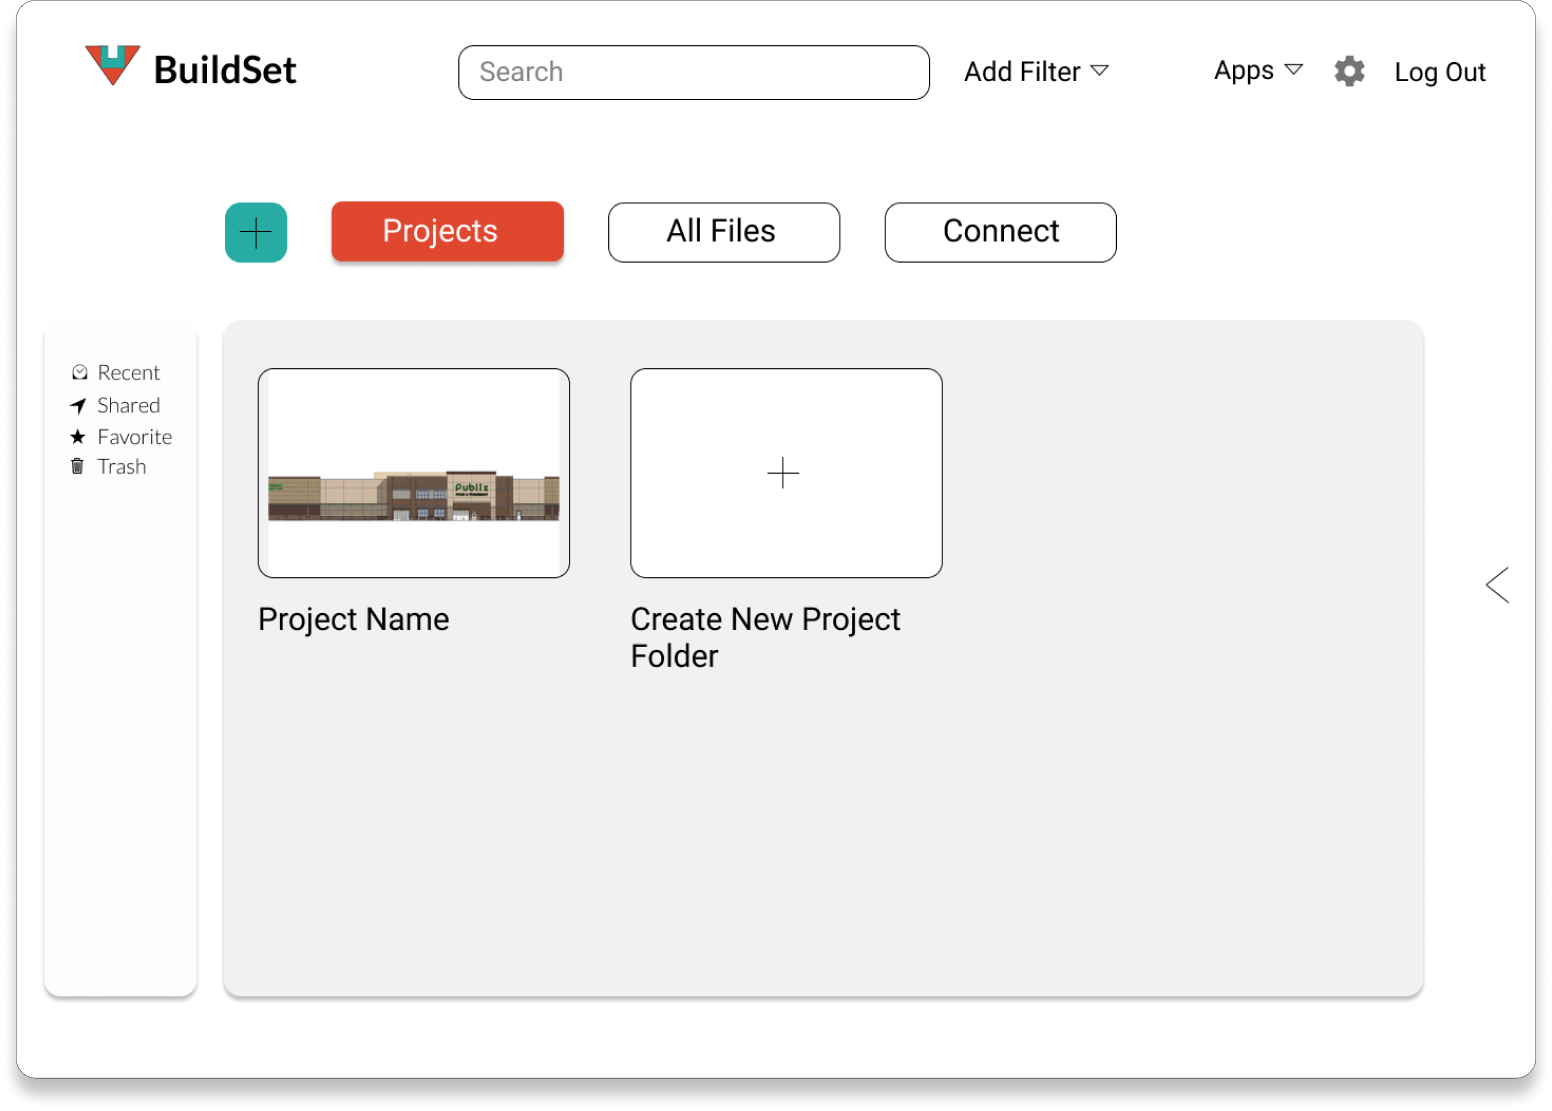 BuildSet
Search
Add Filter
Apps
Log Out
Projects
All Files
Connect
Recent
Shared
Favorite
Trash
Publix
Project Name
Create New Project
Folder